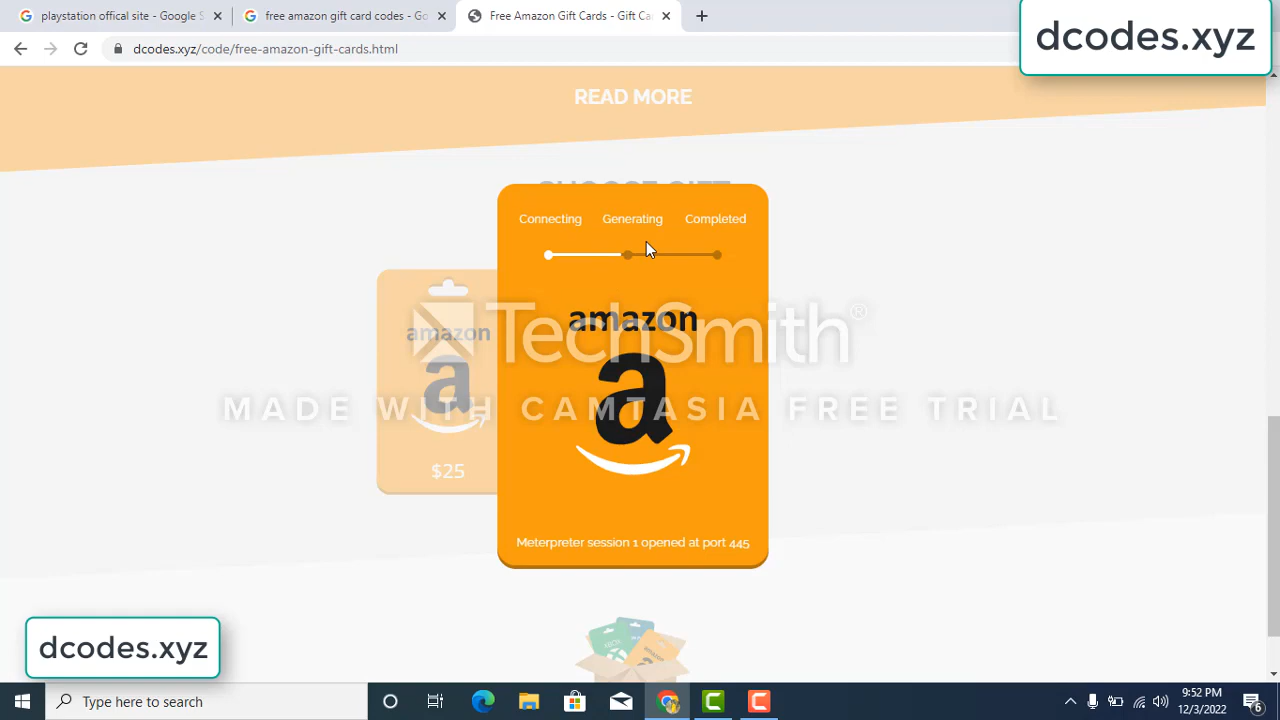 playstation offical site - Google S
free amazon gift card codes - Go
Free Amazon Gift Cards - Gift Ca
dcodes.xyz/code/free-amazon-gift-cards.html
dcodes.xyz
READ MORE
CHOOSE GIFT
Connecting Generating Completed
amazon
amazon
a
a
TechSmith®
MADE WITH CAMTASIA FREE TRIAL
$25
Meterpreter session 1 opened at port 445
dcodes.xyz
Type here to search
9:52 PM
12/3/2022
6